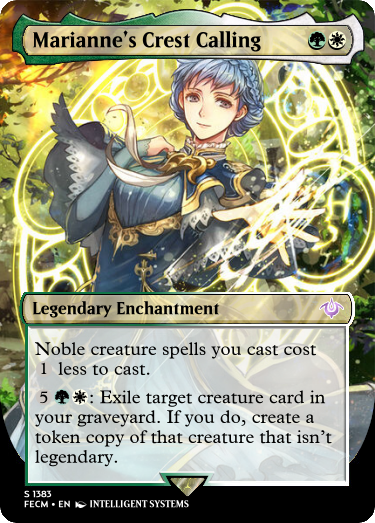 Marianne's Crest Calling
Legendary Enchantment
Noble creature spells you cast cost
1 less to cast.
5 : Exile target creature card in
your graveyard. If you do, create a
token copy of that creature that isn't
legendary.
S 1383
FECM • EN INTELLIGENT SYSTEMS